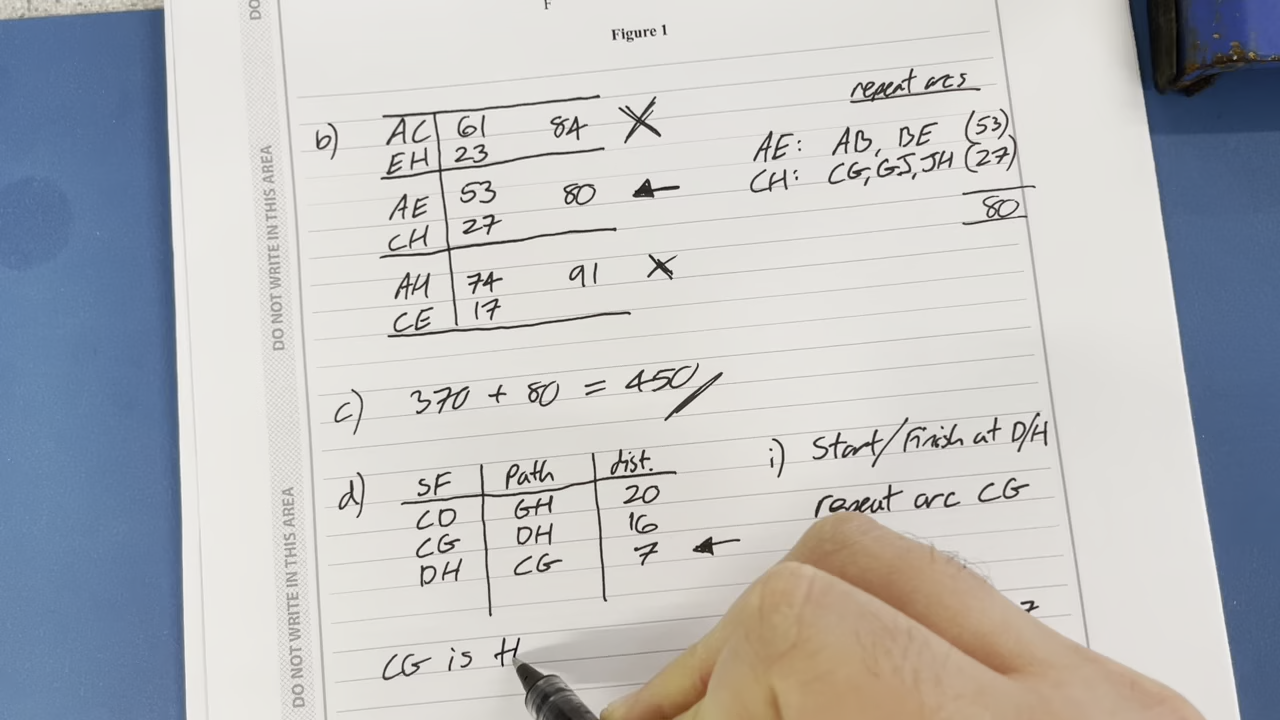 DO
F
Figure 1
DO NOT WRITE IN THIS AREA
DO NOT WRITE IN THIS AREA
b)
AC 61 84
EH 23
AE 53 80
CH 27
AH 74 91
CE 17
repeat arcs
AE: AB, BE (53)
CH: CG, GJ, JH (27)
80
c) 370 + 80 = 450
d)
SF Path dist.
CD GH 20
CG DH 16
DH CG 7
i) Start/Finish at D/H
repeat arc CG
7
CG is